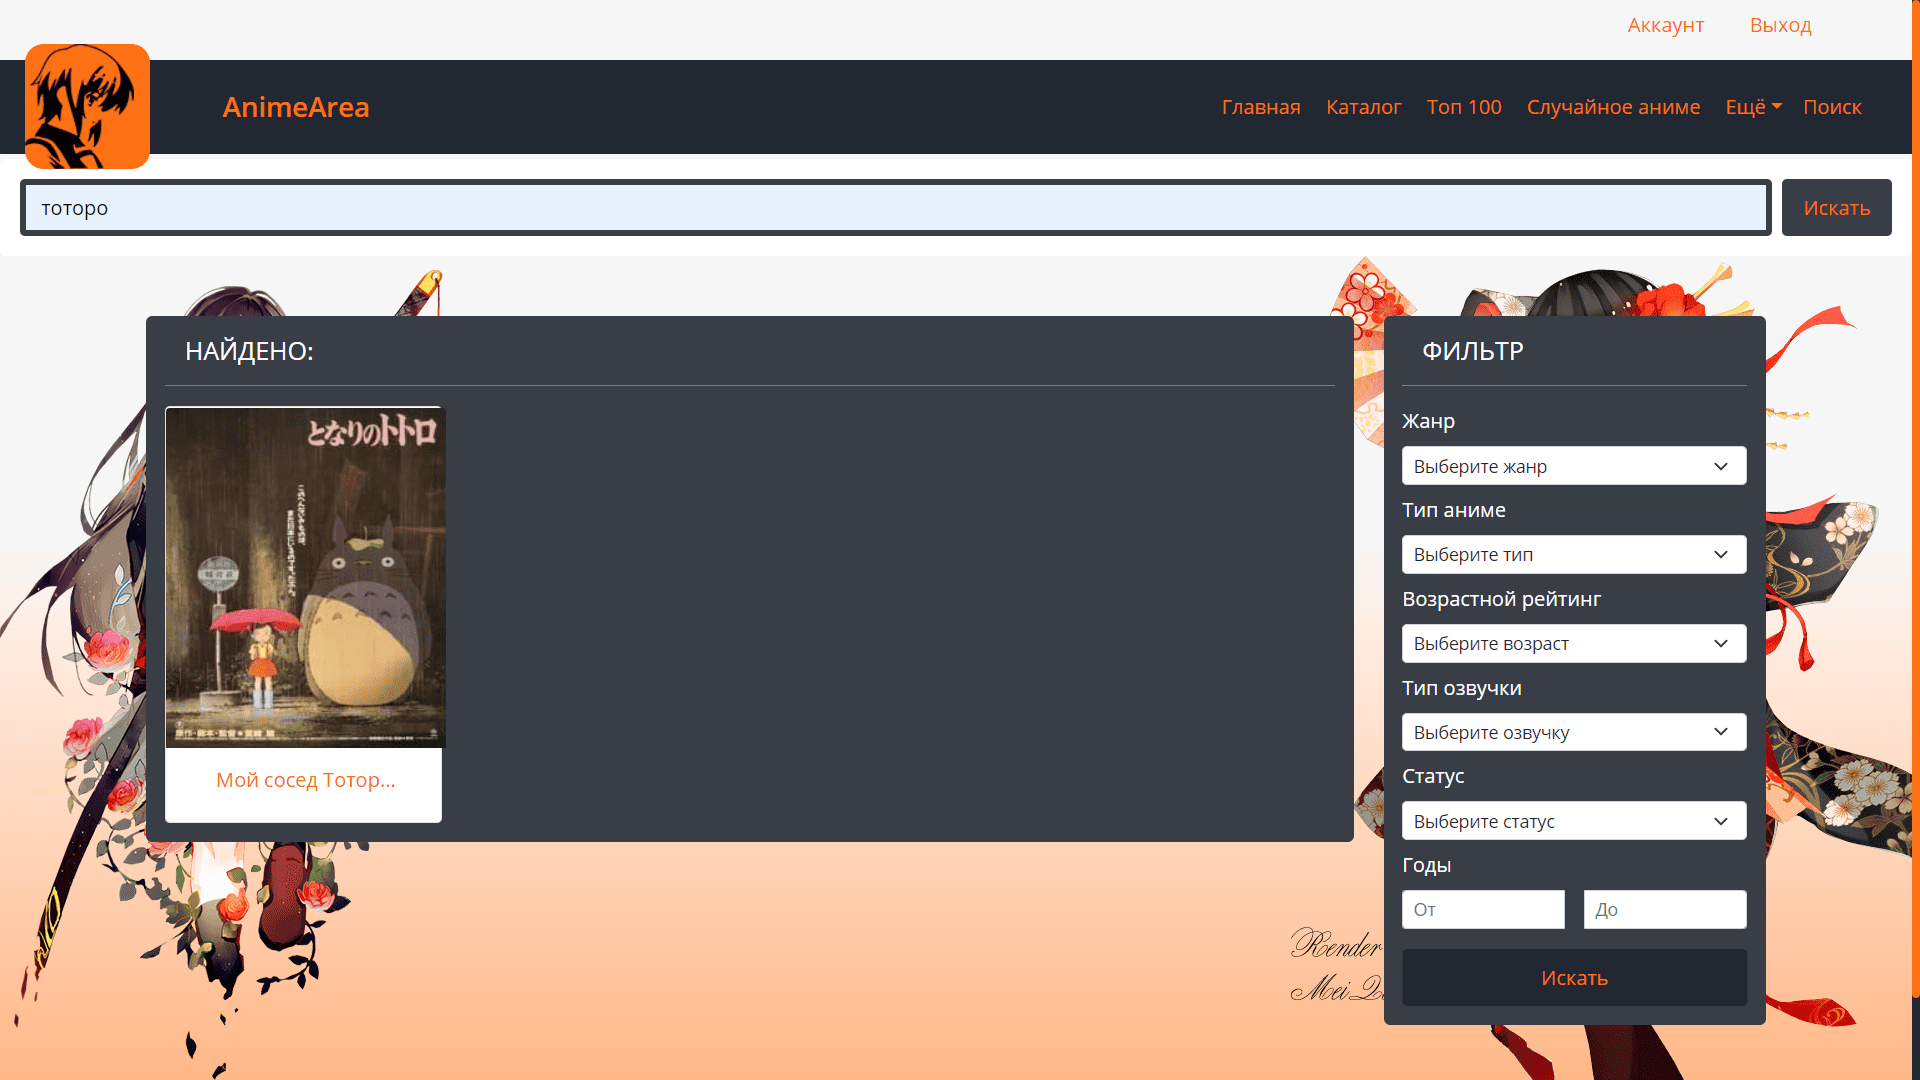 Аккаунт Выход
AnimeArea
Главная Каталог Топ 100 Случайное аниме Ещё Поиск
тоторо
Искать
НАЙДЕНО:
となりのトトロ
Мой сосед Тотор...
ФИЛЬТР
Жанр
Выберите жанр
Тип аниме
Выберите тип
Возрастной рейтинг
Выберите возраст
Тип озвучки
Выберите озвучку
Статус
Выберите статус
Годы
От До
Искать
Render
Mei